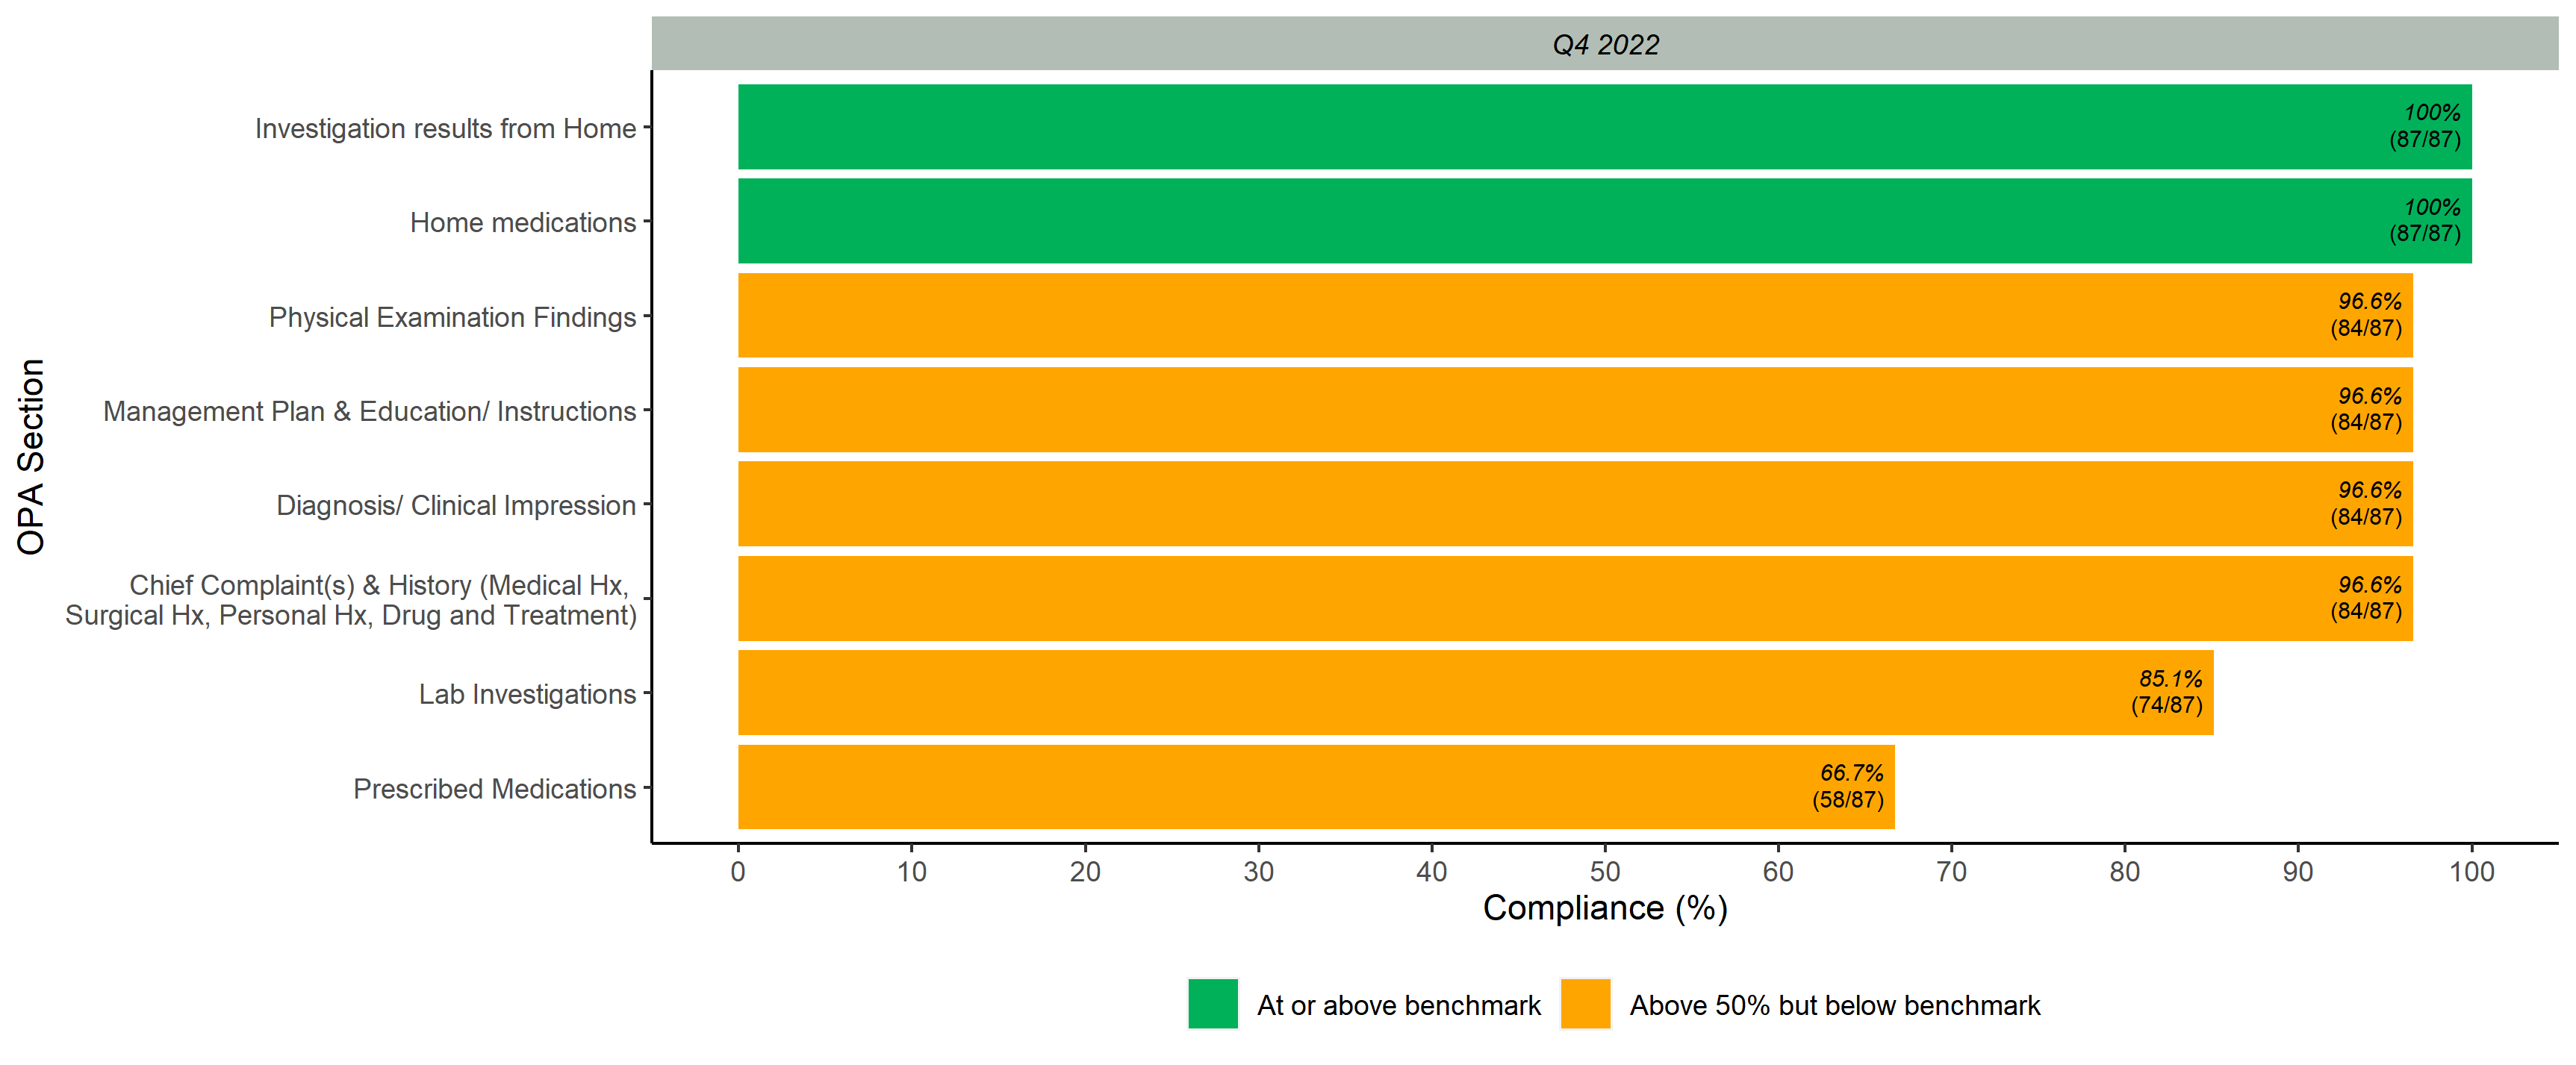 Q4 2022
Investigation results from Home
100%
(87/87)
Home medications
100%
(87/87)
Physical Examination Findings
96.6%
(84/87)
Management Plan & Education/ Instructions
96.6%
(84/87)
Diagnosis/ Clinical Impression
96.6%
(84/87)
Chief Complaint(s) & History (Medical Hx,
Surgical Hx, Personal Hx, Drug and Treatment)
96.6%
(84/87)
Lab Investigations
85.1%
(74/87)
Prescribed Medications
66.7%
(58/87)
OPA Section
0 10 20 30 40 50 60 70 80 90 100
Compliance (%)
At or above benchmark Above 50% but below benchmark